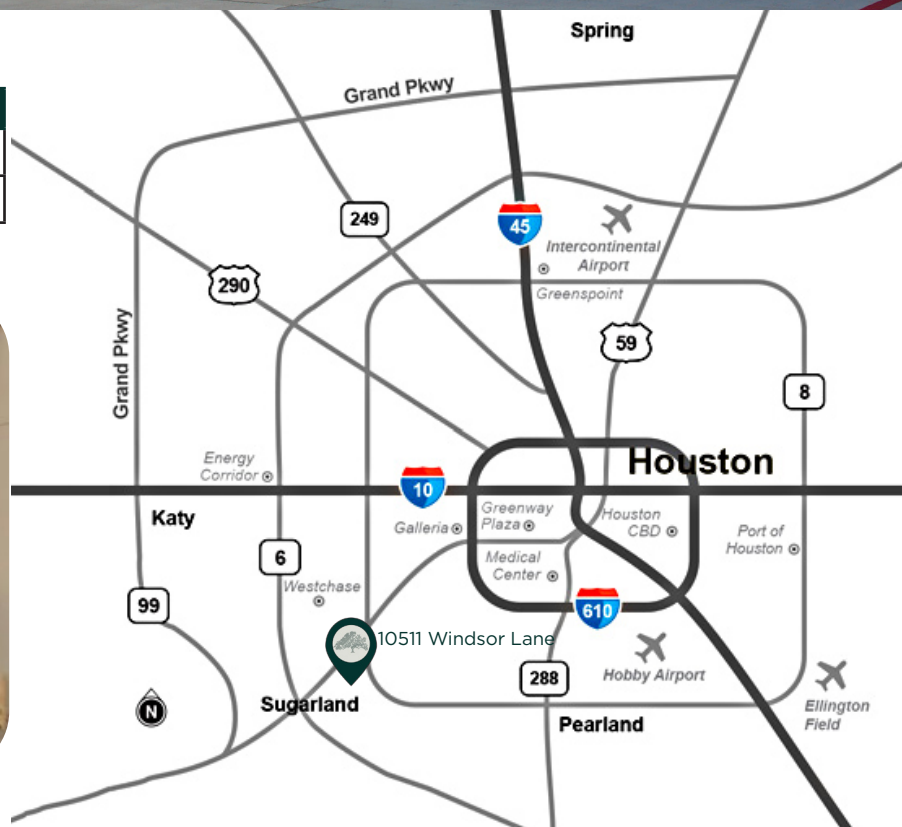 Spring
Grand Pkwy
249
45
Intercontinental
Airport
290
Greenspoint
59
Grand Pkwy
8
Houston
Energy
Corridor
10
Katy
Greenway
Plaza
Galleria
Houston
CBD
Port of
Houston
6
Medical
Center
Westchase
99
610
10511 Windsor Lane
288
Hobby Airport
Sugarland
N
Pearland
Ellington
Field